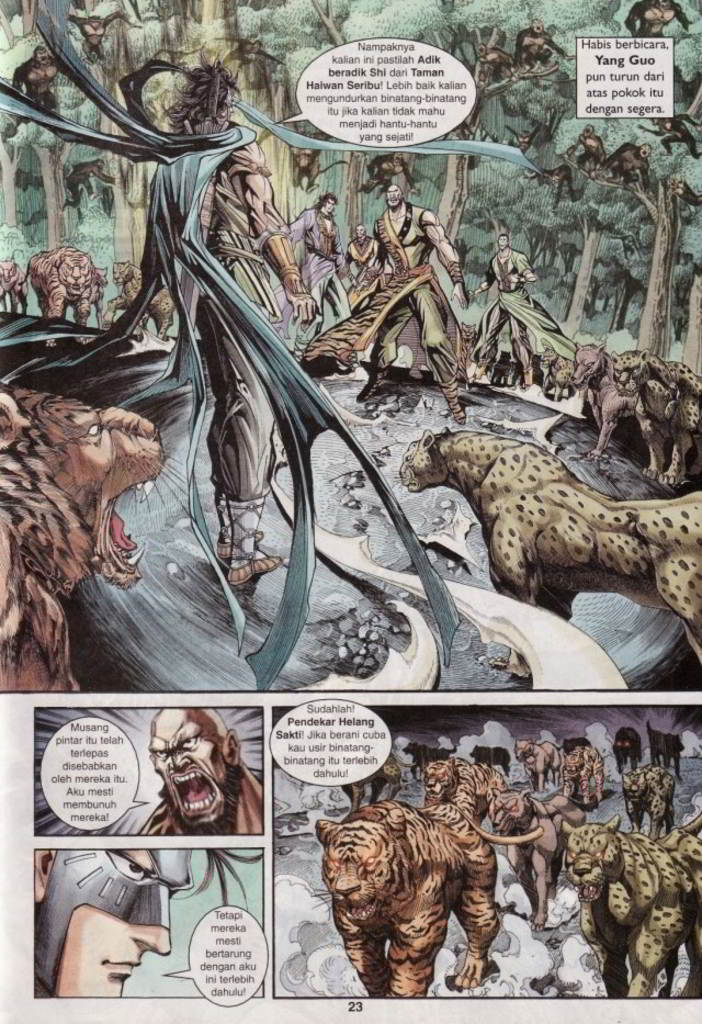 Nampaknya
kalian ini pastilah Adik
beradik Shi dari Taman
Haiwan Seribu! Lebih baik kalian
mengundurkan binatang-binatang
itu jika kalian tidak mahu
menjadi hantu-hantu
yang sejati!
Habis berbicara,
Yang Guo
pun turun dari
atas pokok itu
dengan segera.
Musang
pintar itu telah
terlepas
disebabkan
oleh mereka itu.
Aku mesti
membunuh
mereka!
Sudahlah!
Pendekar Helang
Sakti! Jika berani cuba
kau usir binatang-
binatang itu terlebih
dahulu!
Tetapi
mereka
mesti
bertarung
dengan aku
ini terlebih
dahulu!
23